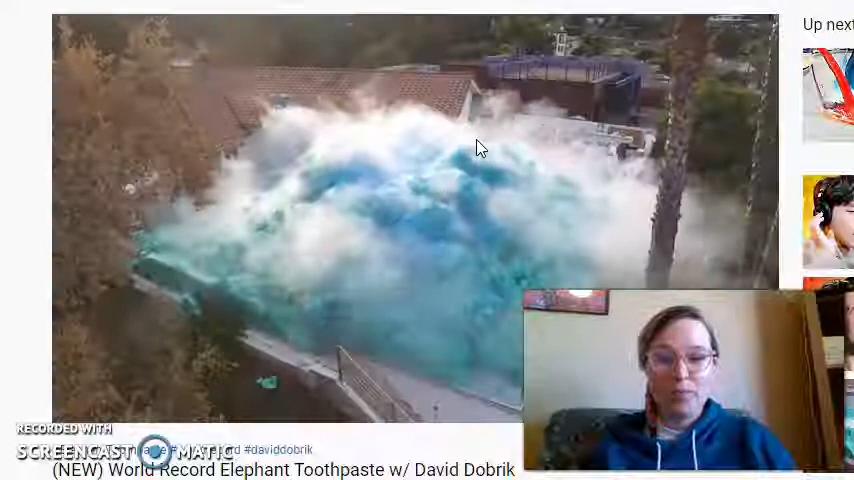 Up next
RECORDED WITH
SCREENCAST MATIC
#daviddobrik
(NEW) World Record Elephant Toothpaste w/ David Dobrik